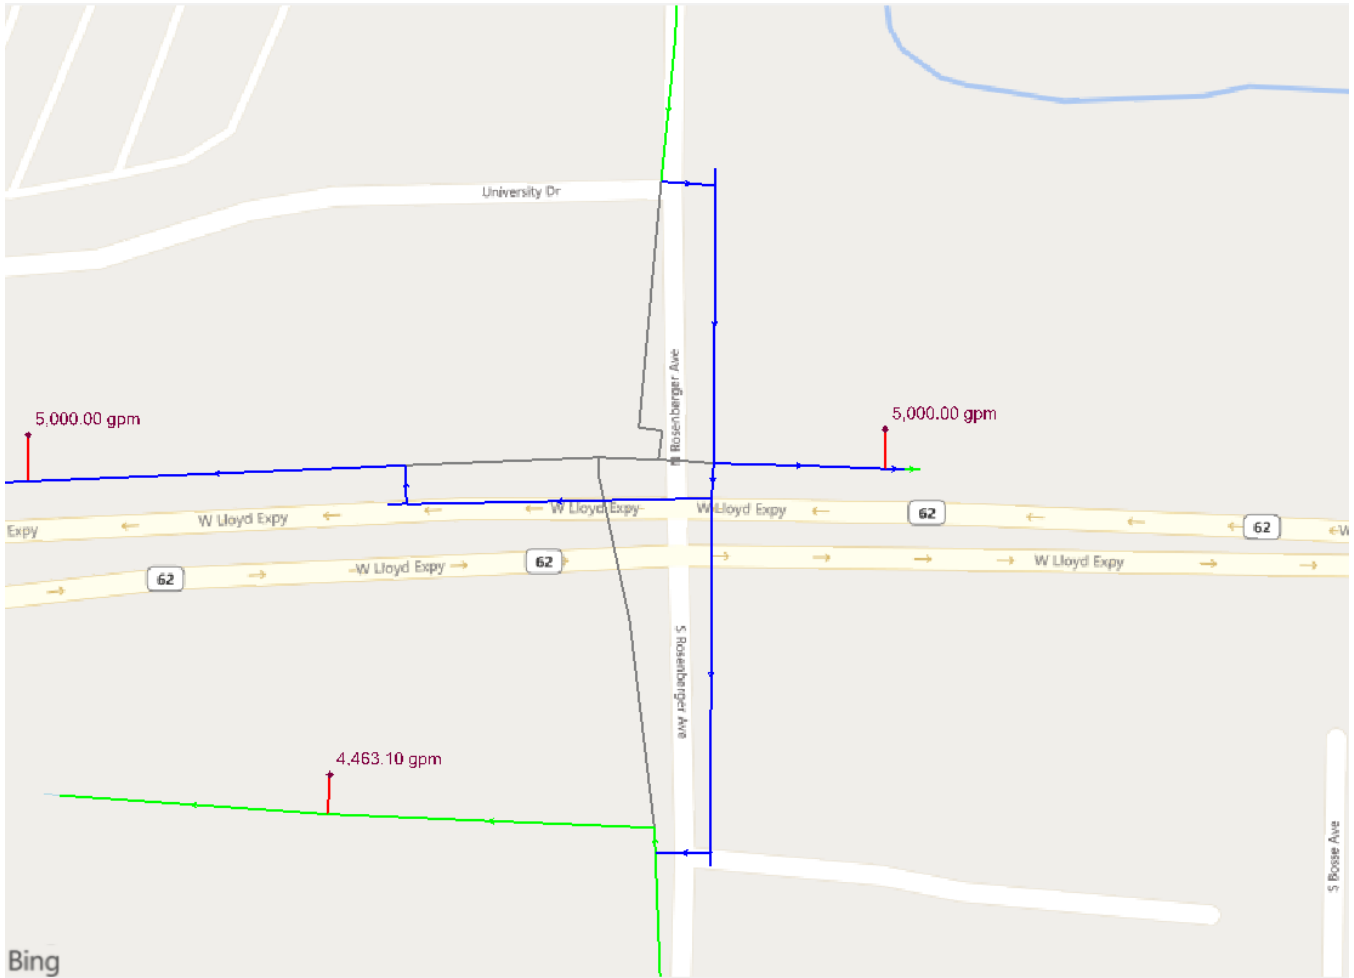 University Dr
N Rosenberger Ave
5,000.00 gpm
5,000.00 gpm
Expy
W Lloyd Expy
W Lloyd Expy
W Lloyd Expy
62
62
W
62
W Lloyd Expy
62
W Lloyd Expy
S Rosenberger Ave
4,463.10 gpm
S Bosse Ave
Bing